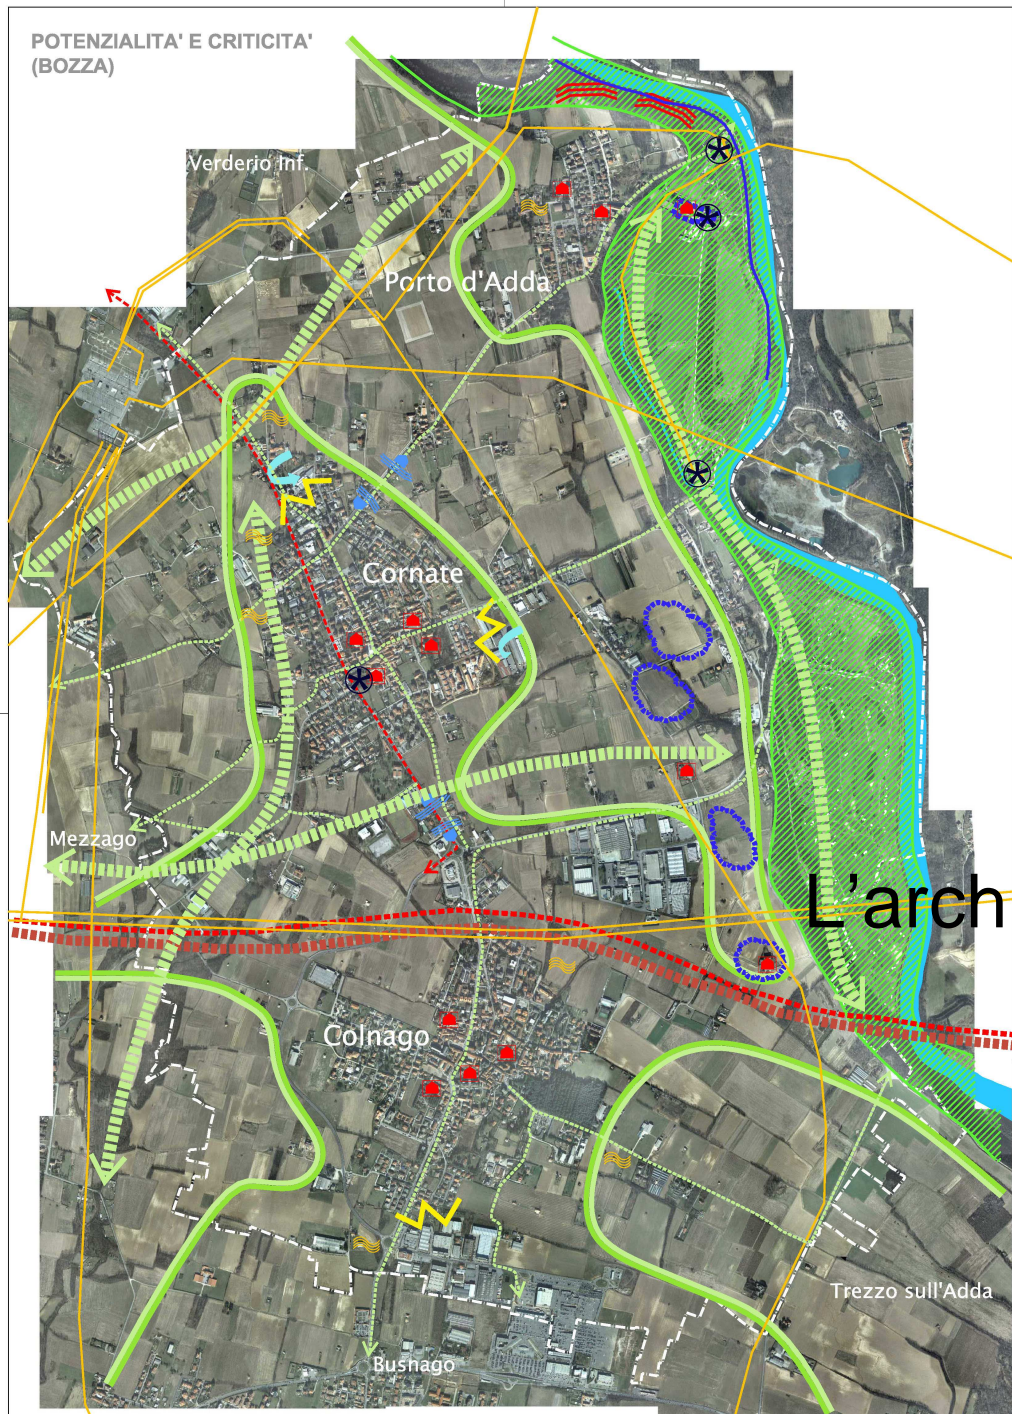 POTENZIALITA' E CRITICITA'
(BOZZA)
Verderio Inf.
Porto d'Adda
Cornate
Mezzago
L'arch
Colnago
Trezzo sull'Adda
Busnago